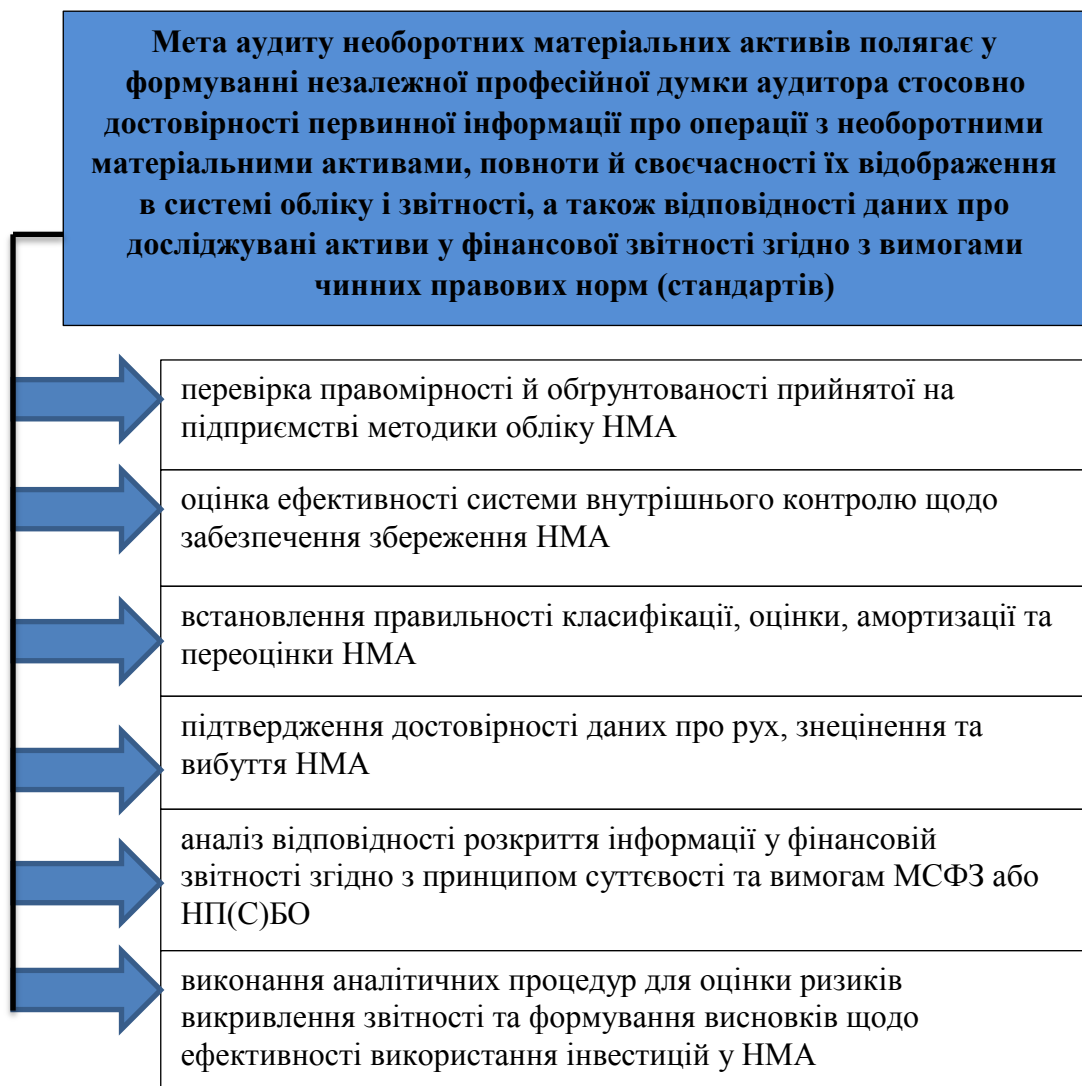 Мета аудиту необоротних матеріальних активів полягає у
формуванні незалежної професійної думки аудитора стосовно
достовірності первинної інформації про операції з необоротними
матеріальними активами, повноти й своєчасності їх відображення
в системі обліку і звітності, а також відповідності даних про
досліджувані активи у фінансової звітності згідно з вимогами
чинних правових норм (стандартів)
перевірка правомірності й обґрунтованості прийнятої на
підприємстві методики обліку НМА
оцінка ефективності системи внутрішнього контролю щодо
забезпечення збереження НМА
встановлення правильності класифікації, оцінки, амортизації та
переоцінки НМА
підтвердження достовірності даних про рух, знецінення та
вибуття НМА
аналіз відповідності розкриття інформації у фінансовій
звітності згідно з принципом суттєвості та вимогам МСФЗ або
НП(С)БО
виконання аналітичних процедур для оцінки ризиків
викривлення звітності та формування висновків щодо
ефективності використання інвестицій у НМА